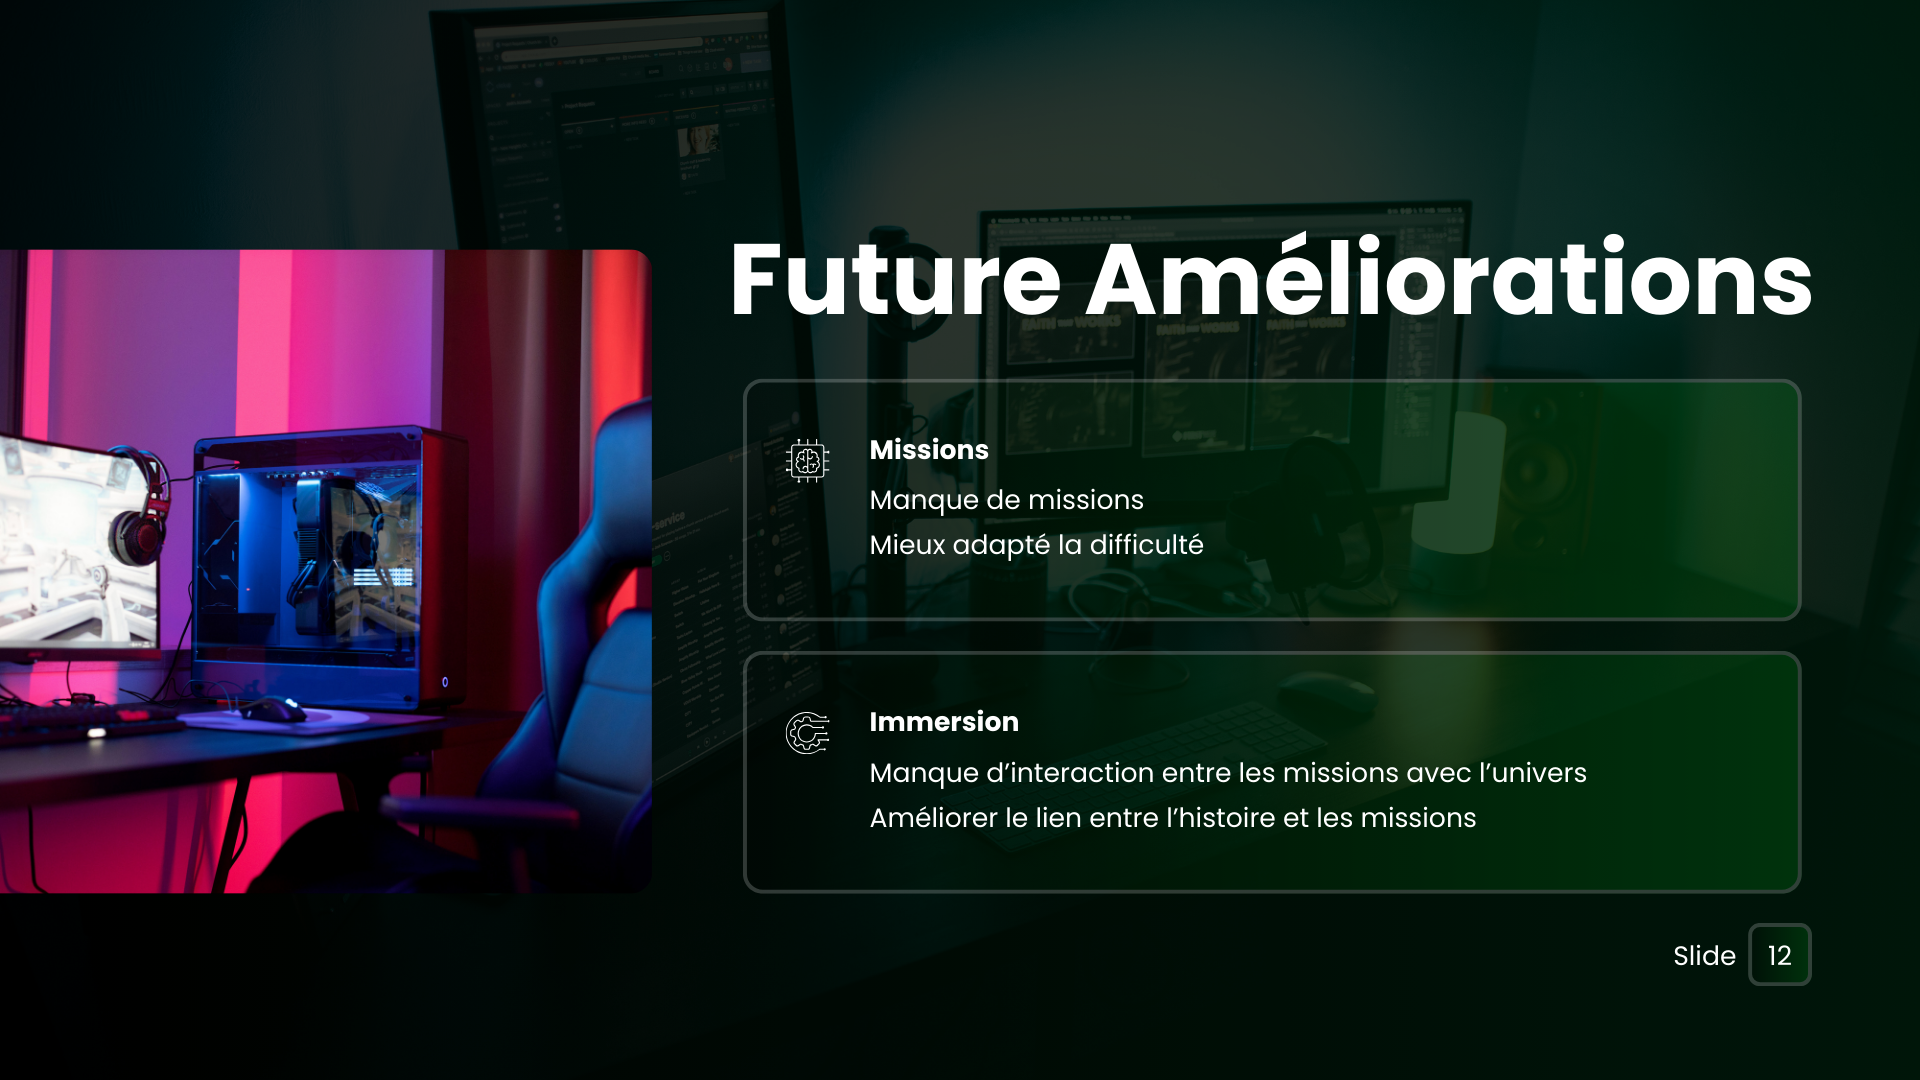 Future Améliorations
Missions
Manque de missions
Mieux adapté la difficulté
Immersion
Manque d’interaction entre les missions avec l’univers
Améliorer le lien entre l’histoire et les missions
Slide 12